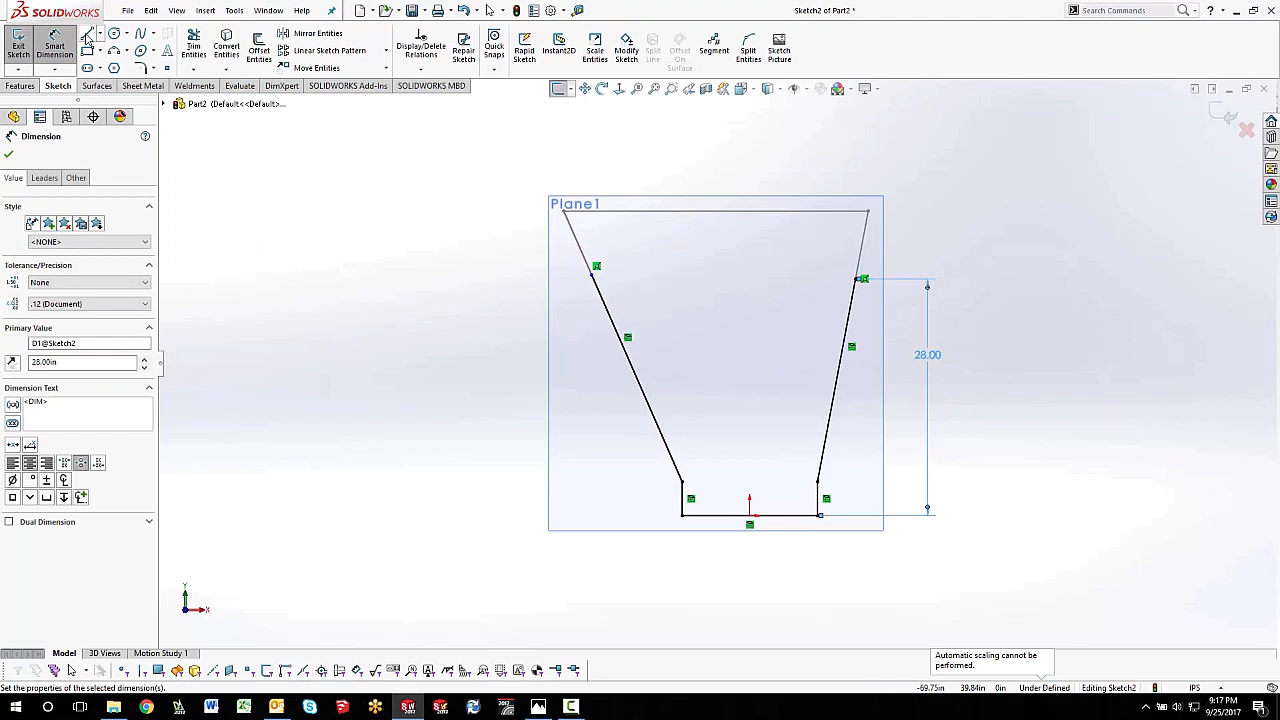 SOLIDWORKS
File Edit View Insert Tools Window Help
Sketch2 of Part2 *
Search Commands
Exit Sketch
Smart Dimension
Trim Entities
Convert Entities
Offset Entities
Mirror Entities
Linear Sketch Pattern
Move Entities
Display/Delete Relations
Repair Sketch
Quick Snaps
Rapid Sketch
Instant2D
Scale Entities
Modify Sketch
Split Line
Offset On Surface
Segment
Split Entities
Sketch Picture
Features Sketch Surfaces Sheet Metal Weldments Evaluate DimXpert SOLIDWORKS Add-Ins SOLIDWORKS MBD
Part2 (Default<<Default>...
Dimension
Value Leaders Other
Style
<NONE>
Tolerance/Precision
None
.12 (Document)
Primary Value
D1@Sketch2
28.00in
Dimension Text
<DIM>
Dual Dimension
Plane1
28.00
Y
X
Model 3D Views Motion Study 1
Automatic scaling cannot be performed.
Set the properties of the selected dimension(s).
-69.75in 39.84in 0in Under Defined Editing Sketch2 IPS
9:17 PM
9/25/2017